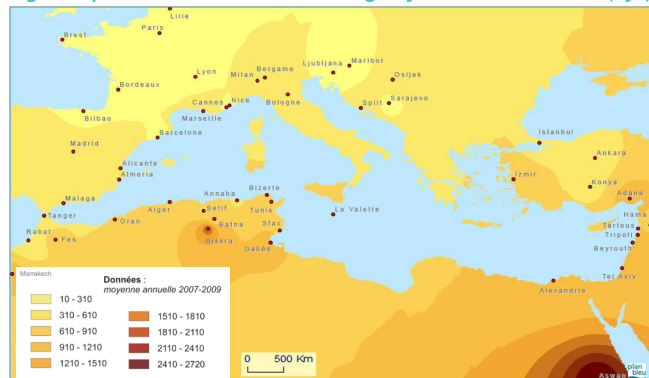 Lille
Paris
Brest
Lyon
Milan
Bergame
Ljubljana
Maribor
Osijek
Bordeaux
Cannes
Nice
Bologne
Split
Sarajevo
Marseille
Bilbao
Barcelone
Madrid
Istanbul
Ankara
Alicante
Almeria
Izmir
Konya
Adana
Malaga
Annaba
Bizerte
Tanger
Alger
Setif
Tunis
La Valette
Hama
Oran
Batna
Sfax
Tartous
Rabat
Fes
Biskra
Gabès
Tripoli
Beyrouth
Tel Aviv
Marrakech
Alexandrie
Données :
moyenne annuelle 2007-2009
10 - 310
310 - 610
610 - 910
910 - 1210
1210 - 1510
1510 - 1810
1810 - 2110
2110 - 2410
2410 - 2720
0 500 Km
Aswan
plan
bleu